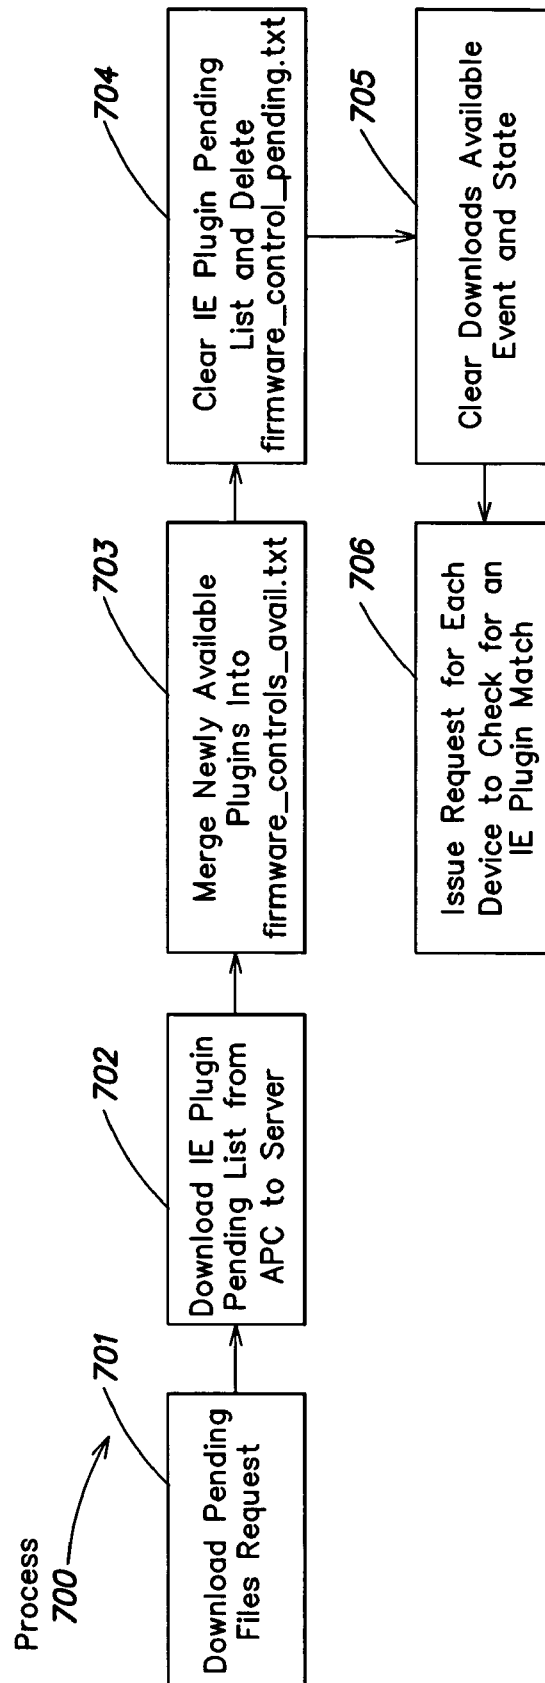 Process
700
701
Download Pending
Files Request
702
Download IE Plugin
Pending List from
APC to Server
703
Merge Newly Available
Plugins Into
firmware_controls_avail.txt
704
Clear IE Plugin Pending
List and Delete
firmware_control_pending.txt
705
Clear Downloads Available
Event and State
706
Issue Request for Each
Device to Check for an
IE Plugin Match